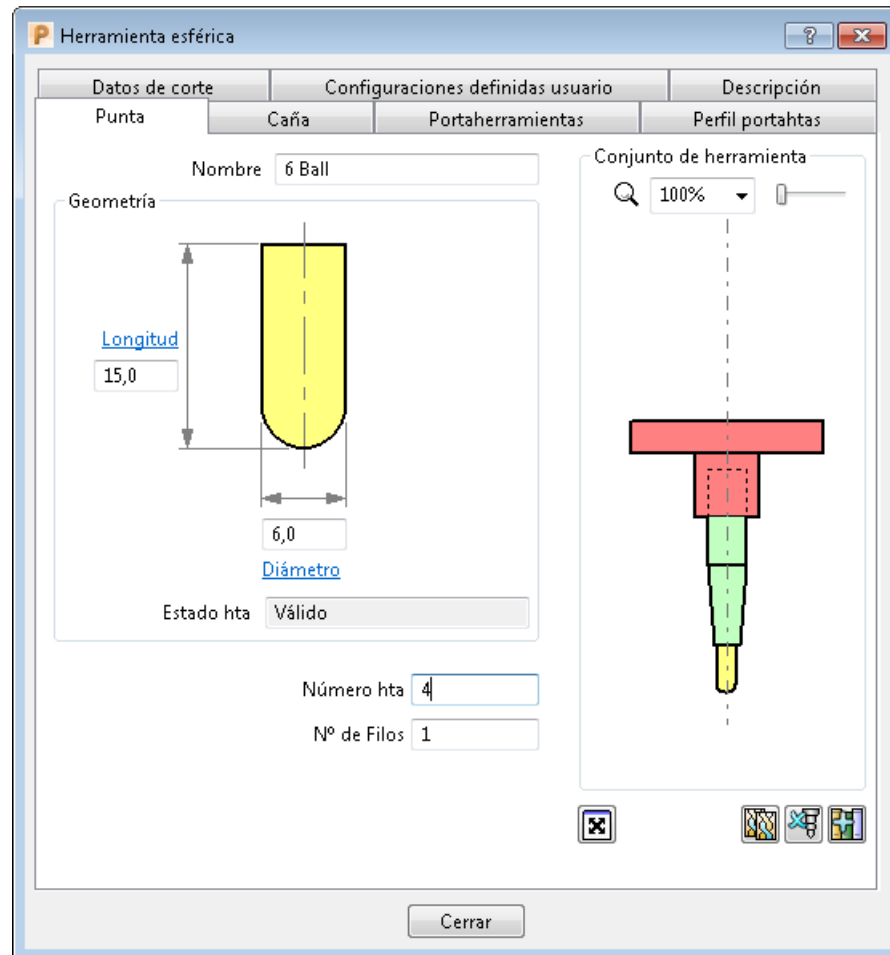 Herramienta esférica
Datos de corte
Configuraciones definidas usuario
Descripción
Punta
Caña
Portaherramientas
Perfil portahtas
Nombre 6 Ball
Geometría
Longitud
15,0
6,0
Diámetro
Estado hta Válido
Número hta 4
Nº de Filos 1
Conjunto de herramienta
100%
Cerrar